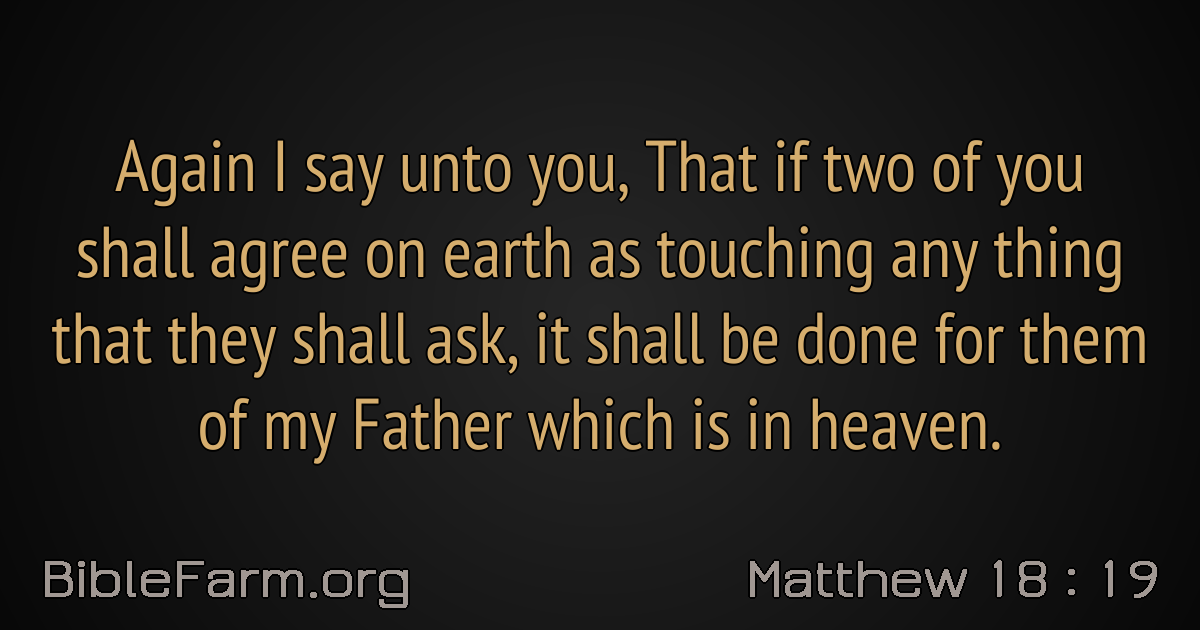 Again I say unto you, That if two of you
shall agree on earth as touching any thing
that they shall ask, it shall be done for them
of my Father which is in heaven.
BibleFarm.org
Matthew 18 : 19